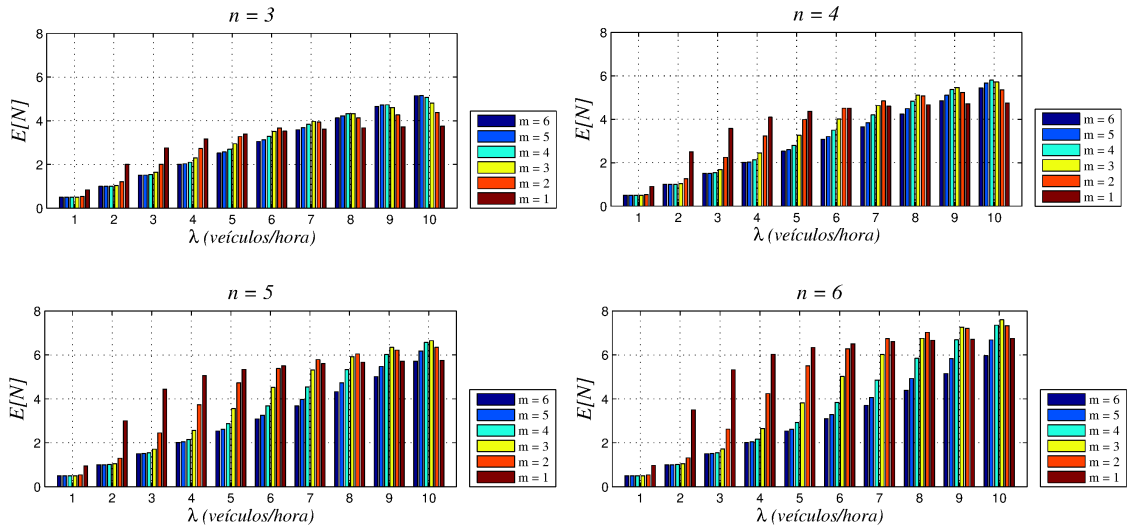 n = 3
8
6
4
2
0
E[N]
1 2 3 4 5 6 7 8 9 10
λ (veículos/hora)
m = 6
m = 5
m = 4
m = 3
m = 2
m = 1
n = 4
8
6
4
2
0
E[N]
1 2 3 4 5 6 7 8 9 10
λ (veículos/hora)
m = 6
m = 5
m = 4
m = 3
m = 2
m = 1
n = 5
8
6
4
2
0
E[N]
1 2 3 4 5 6 7 8 9 10
λ (veículos/hora)
m = 6
m = 5
m = 4
m = 3
m = 2
m = 1
n = 6
8
6
4
2
0
E[N]
1 2 3 4 5 6 7 8 9 10
λ (veículos/hora)
m = 6
m = 5
m = 4
m = 3
m = 2
m = 1